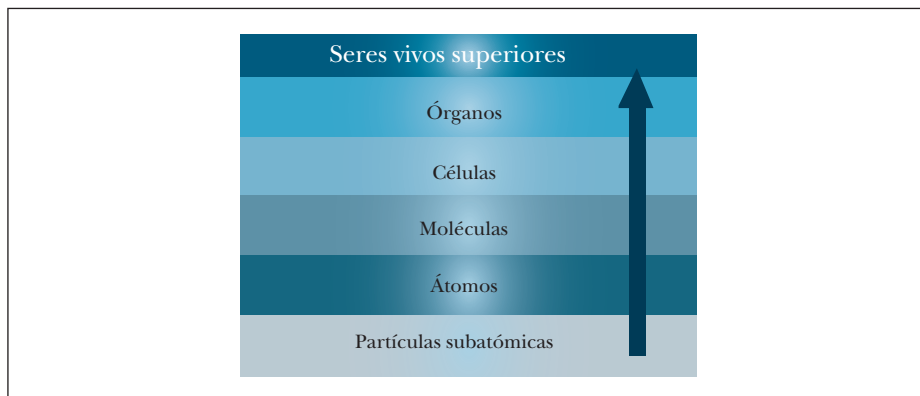 Seres vivos superiores
Órganos
Células
Moléculas
Átomos
Partículas subatómicas